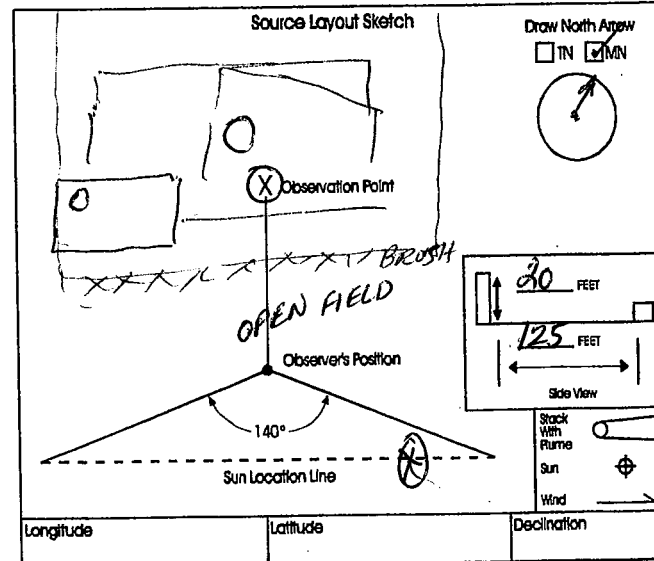 Source Layout Sketch
Draw North Arrow
TN MN
X Observation Point
BRUSH
OPEN FIELD
20 FEET
125 FEET
Side View
Observer's Position
140°
Sun Location Line
Stack
With
Plume
Sun
Wind
Longitude Latitude Declination